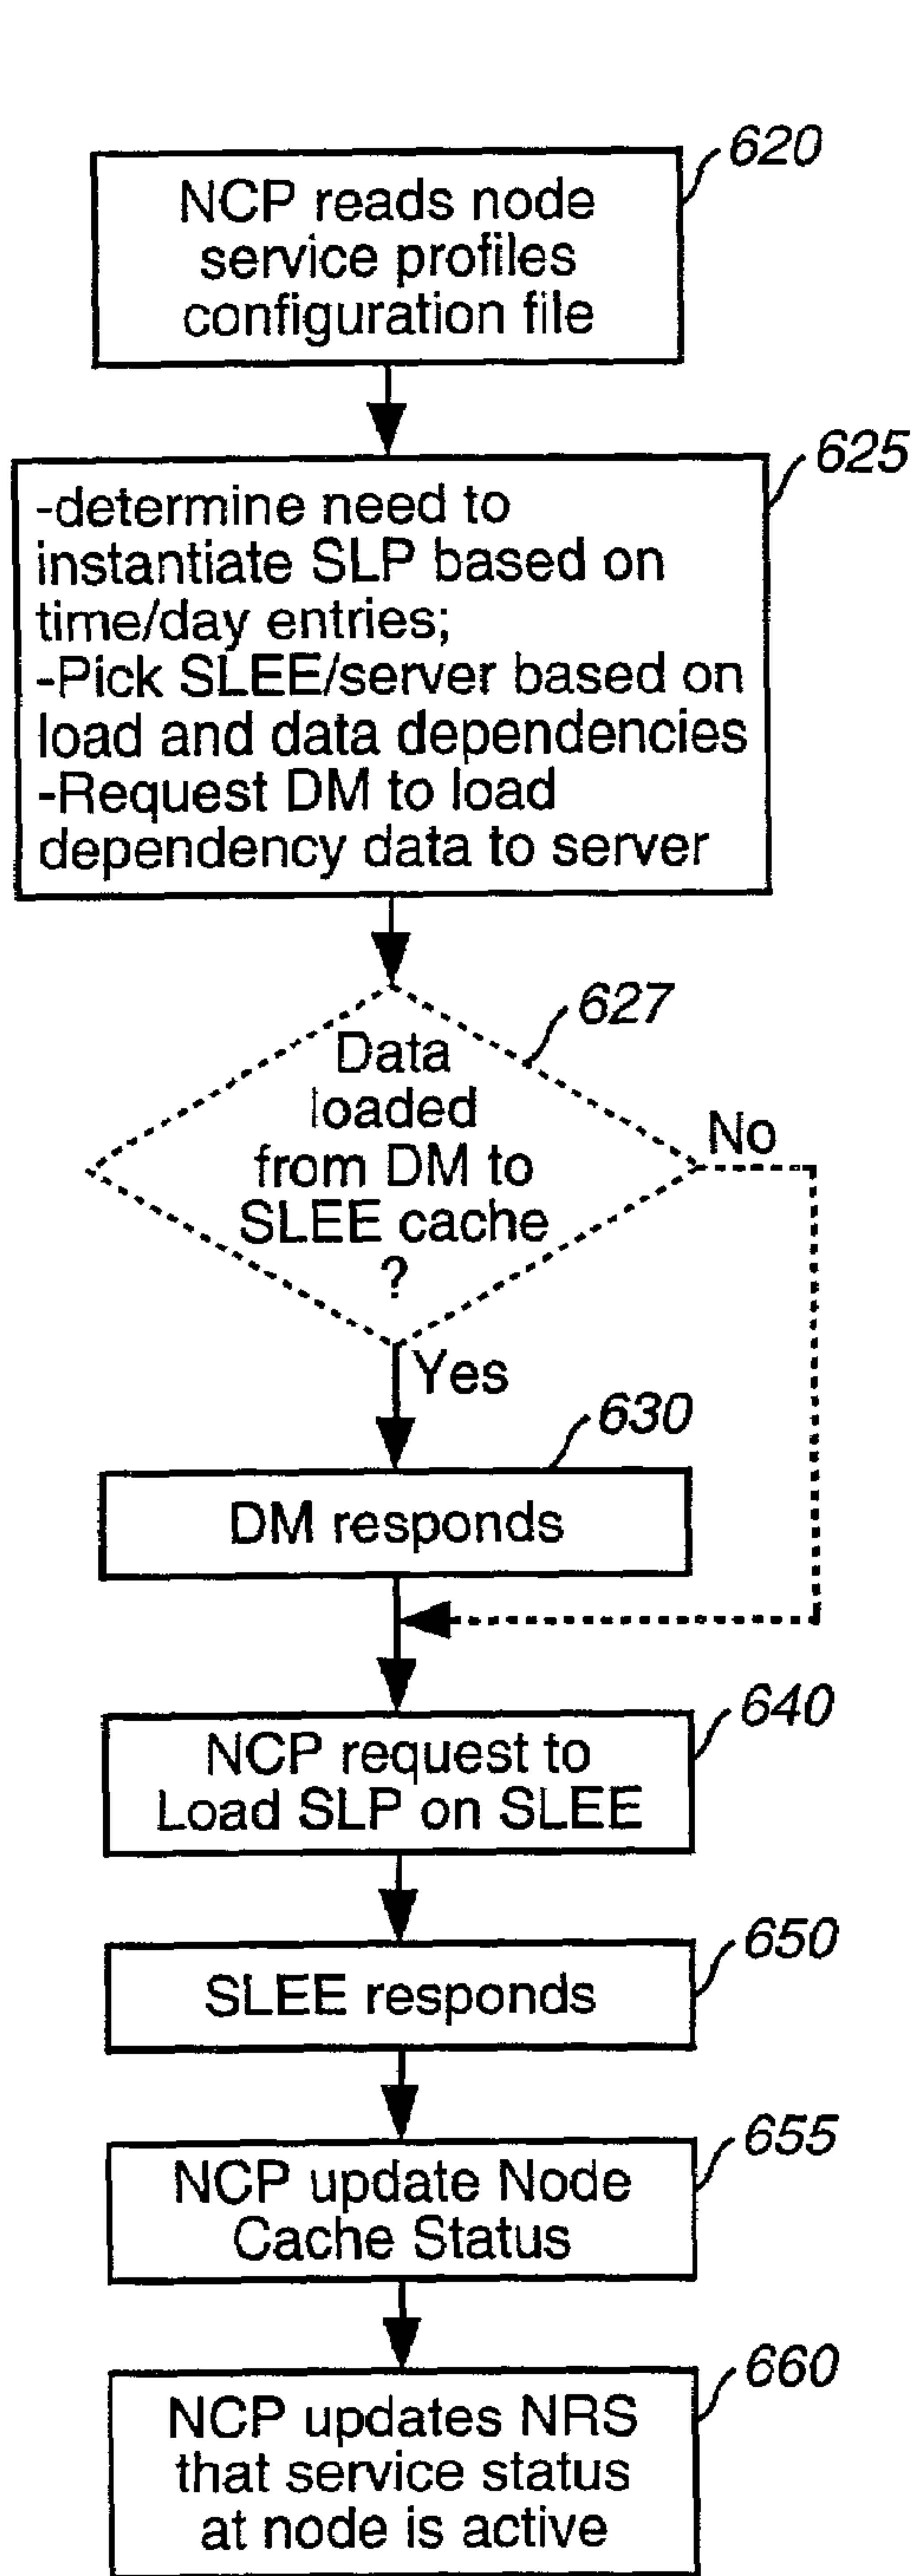 620
NCP reads node
service profiles
configuration file
625
-determine need to
instantiate SLP based on
time/day entries;
-Pick SLEE/server based on
load and data dependencies
-Request DM to load
dependency data to server
627
Data
loaded
from DM to
SLEE cache
?
No
Yes
630
DM responds
640
NCP request to
Load SLP on SLEE
650
SLEE responds
655
NCP update Node
Cache Status
660
NCP updates NRS
that service status
at node is active